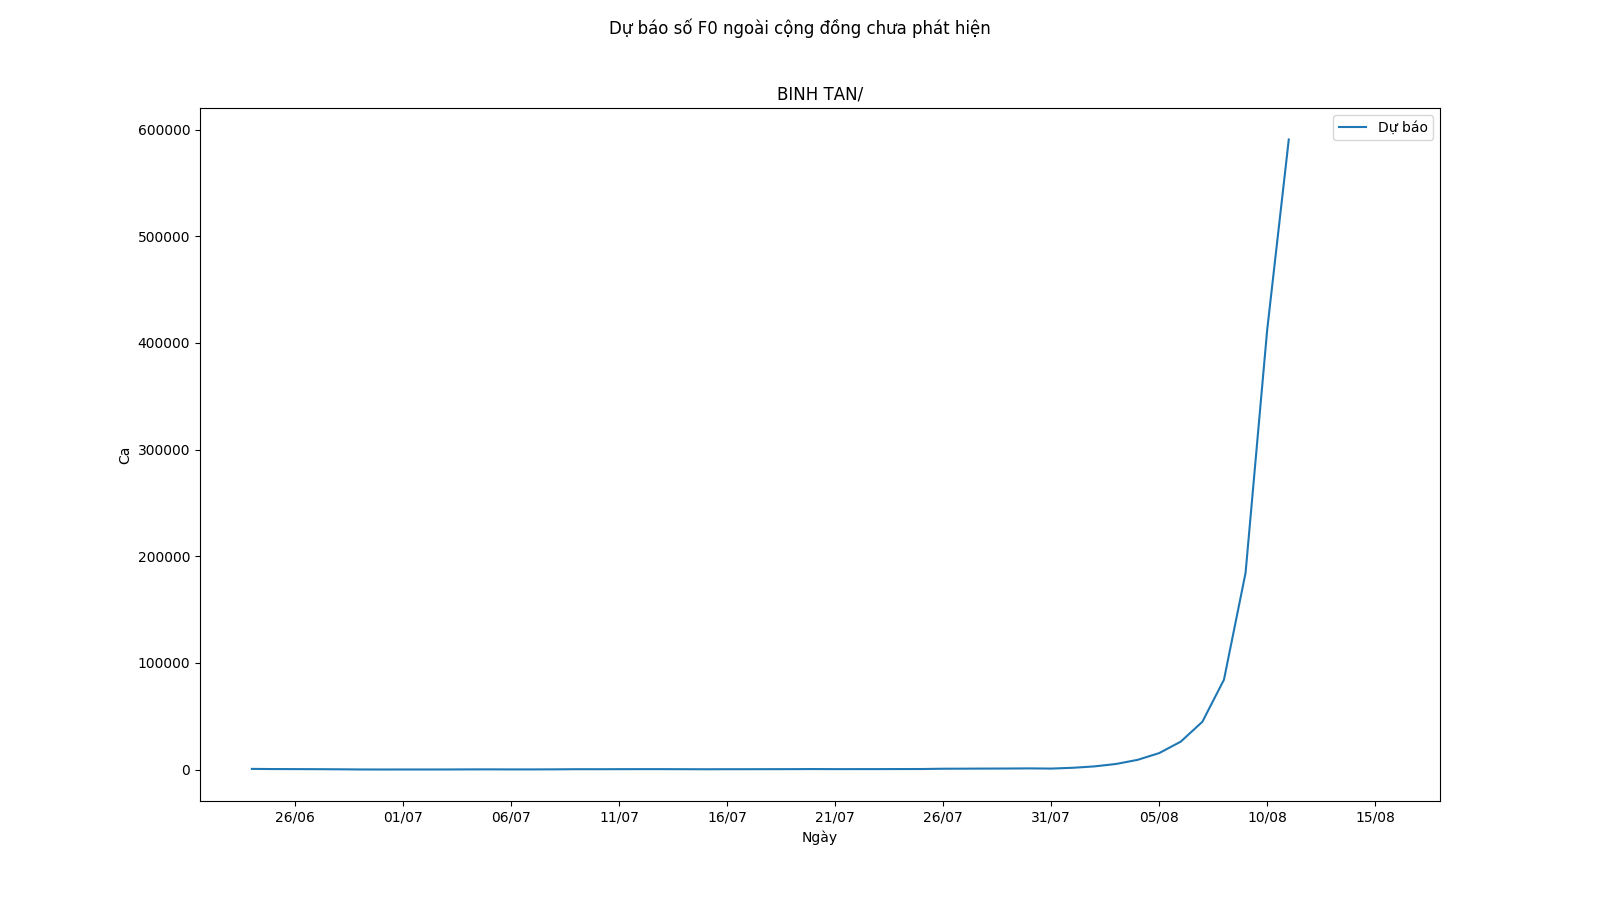 Dự báo số F0 ngoài cộng đồng chưa phát hiện
BINH TAN/
Dự báo
600000
500000
400000
300000
200000
100000
0
Ca
26/06 01/07 06/07 11/07 16/07 21/07 26/07 31/07 05/08 10/08 15/08
Ngày